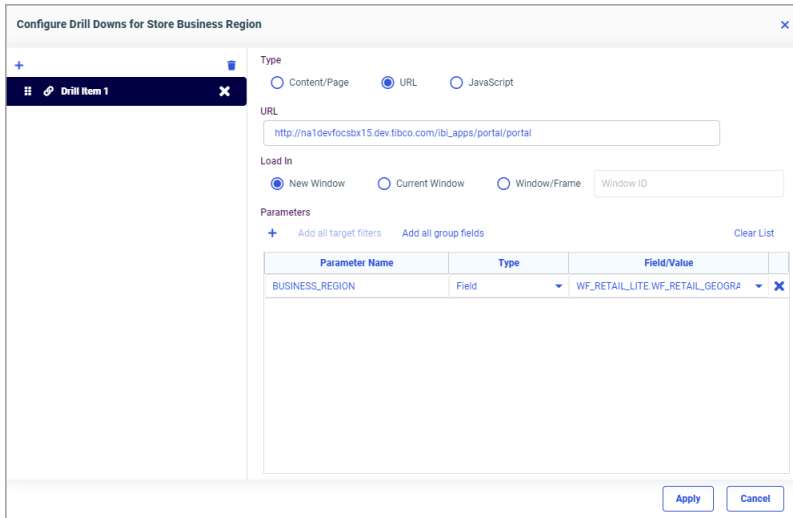 Configure Drill Downs for Store Business Region
Drill Item 1
Type
Content/Page URL JavaScript
URL
http://na1devfocsbx15.dev.tibco.com/ibi_apps/portal/portal
Load In
New Window Current Window Window/Frame Window ID
Parameters
+ Add all target filters Add all group fields Clear List
Parameter Name Type Field/Value
BUSINESS_REGION Field WF_RETAIL_LITE.WF_RETAIL_GEOGRA
Apply Cancel